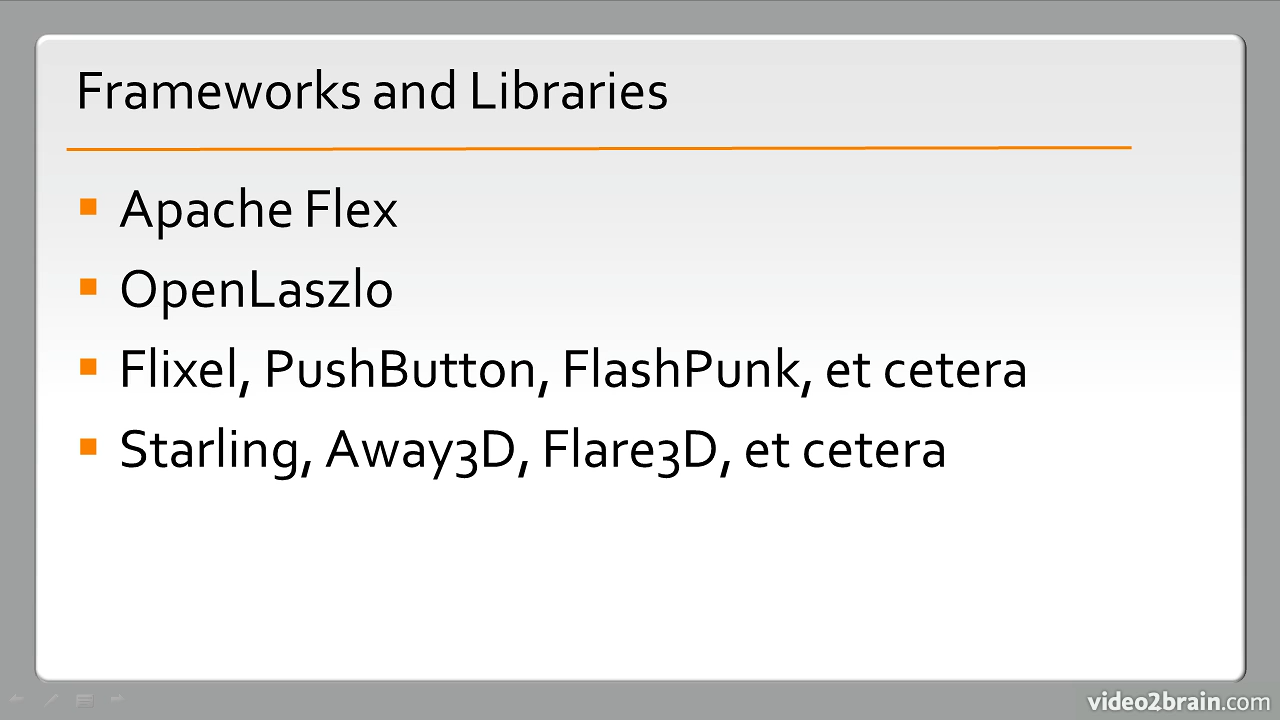 Frameworks and Libraries
Apache Flex
OpenLaszlo
Flixel, PushButton, FlashPunk, et cetera
Starling, Away3D, Flare3D, et cetera
video2brain.com